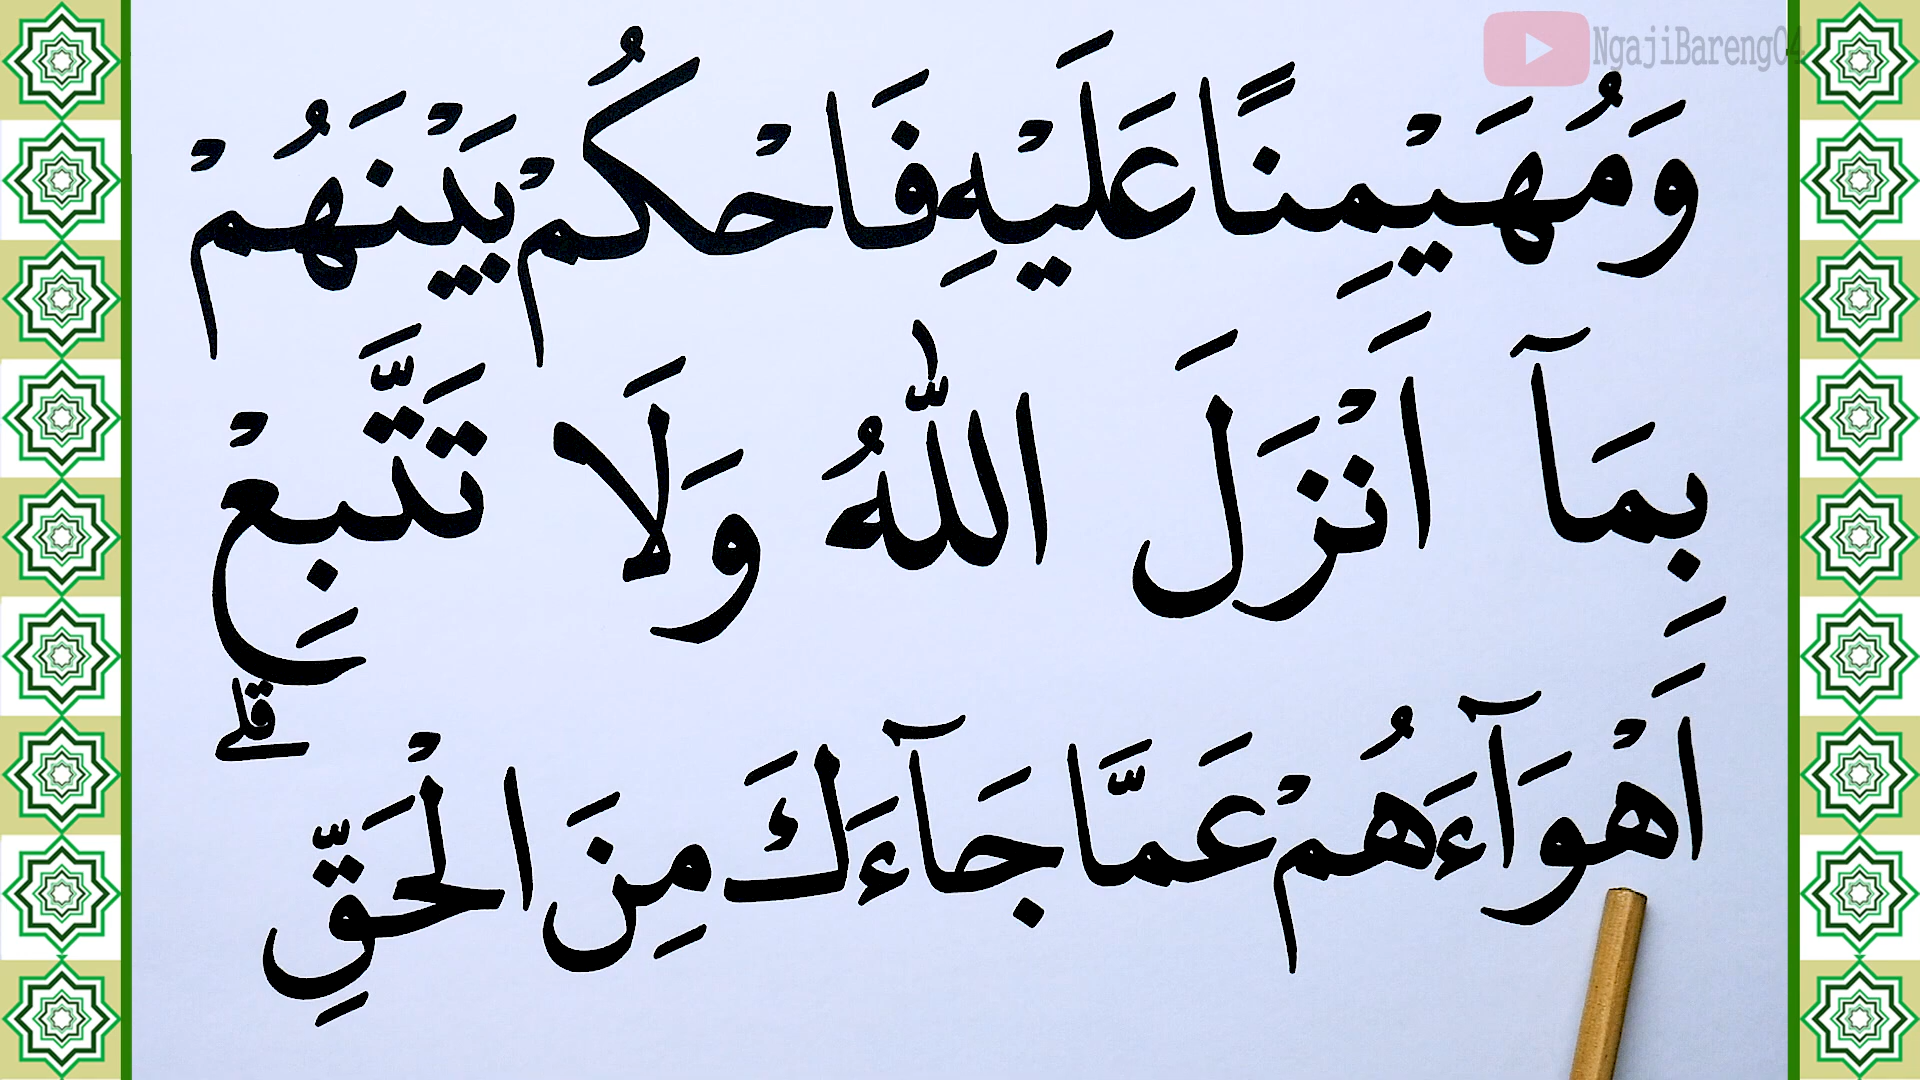 NgajiBareng04
وَمُهَيْمِنًا عَلَيْهِ فَاحْكُمْ بَيْنَهُمْ
بِمَآ اَنْزَلَ اللّٰهُ وَلَا تَتَّبِعْ
اَهْوَآءَهُمْ عَمَّا جَآءَكَ مِنَ الْحَقِّ ۗ